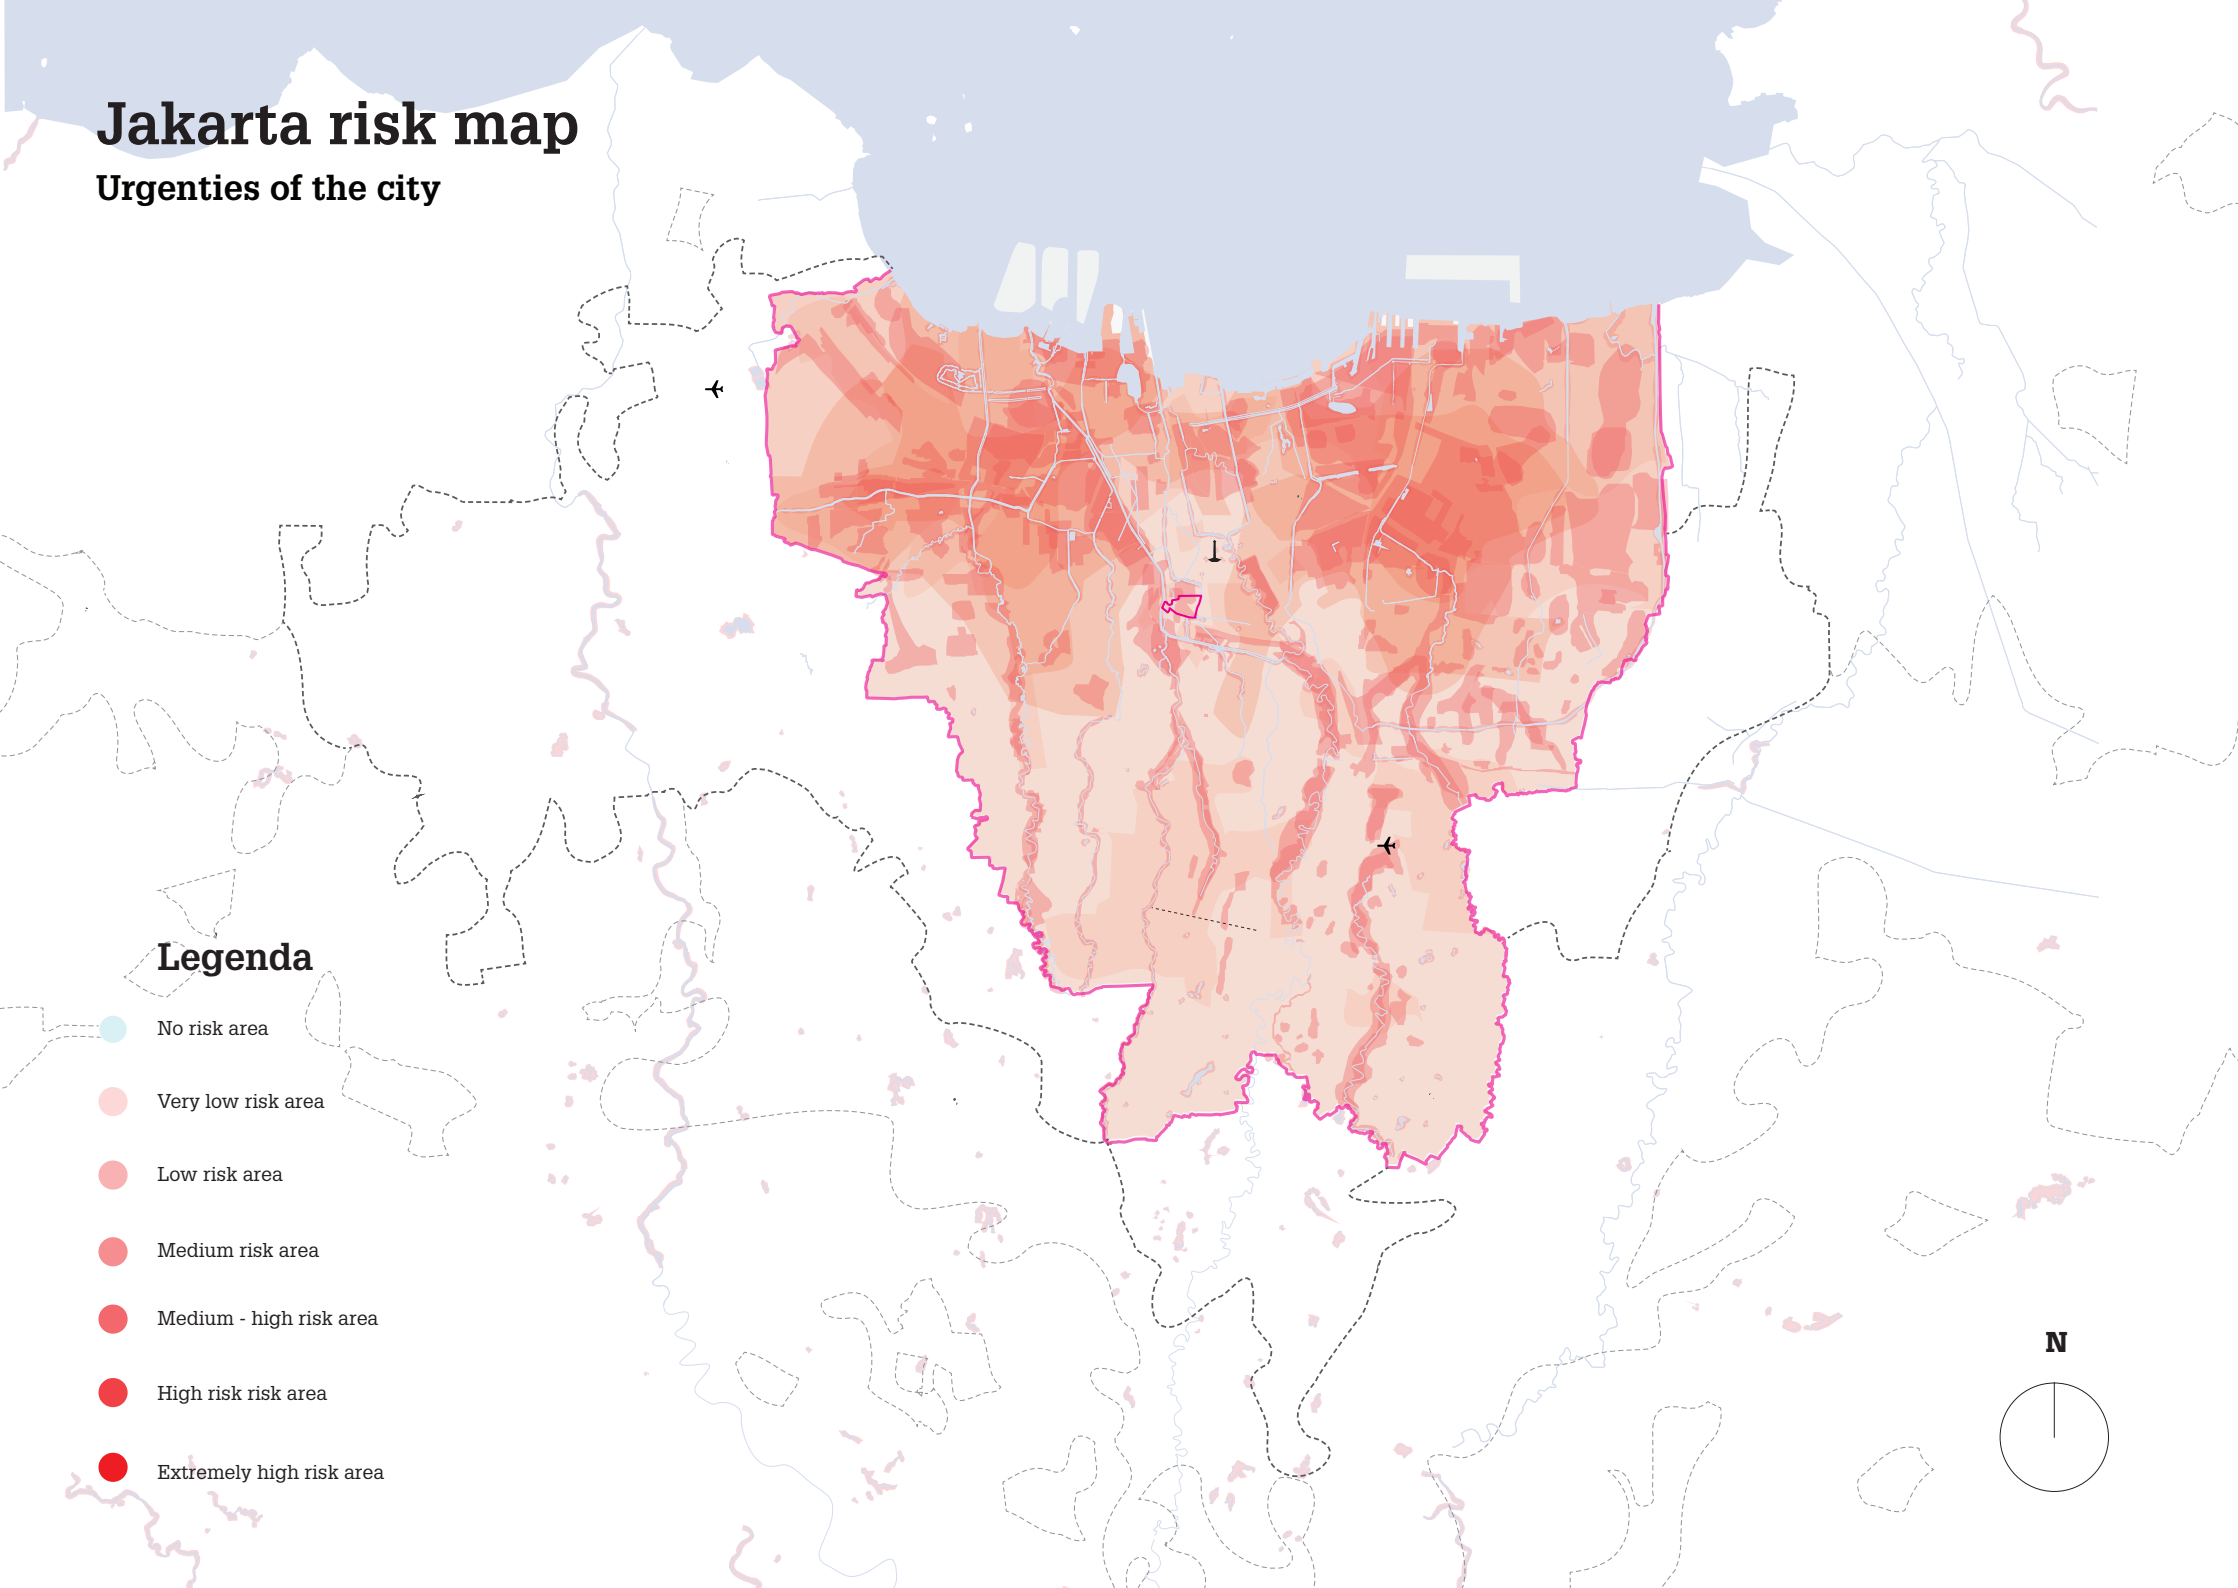 Jakarta risk map
Urgenties of the city
Legenda
No risk area
Very low risk area
Low risk area
Medium risk area
Medium - high risk area
High risk risk area
Extremely high risk area
N